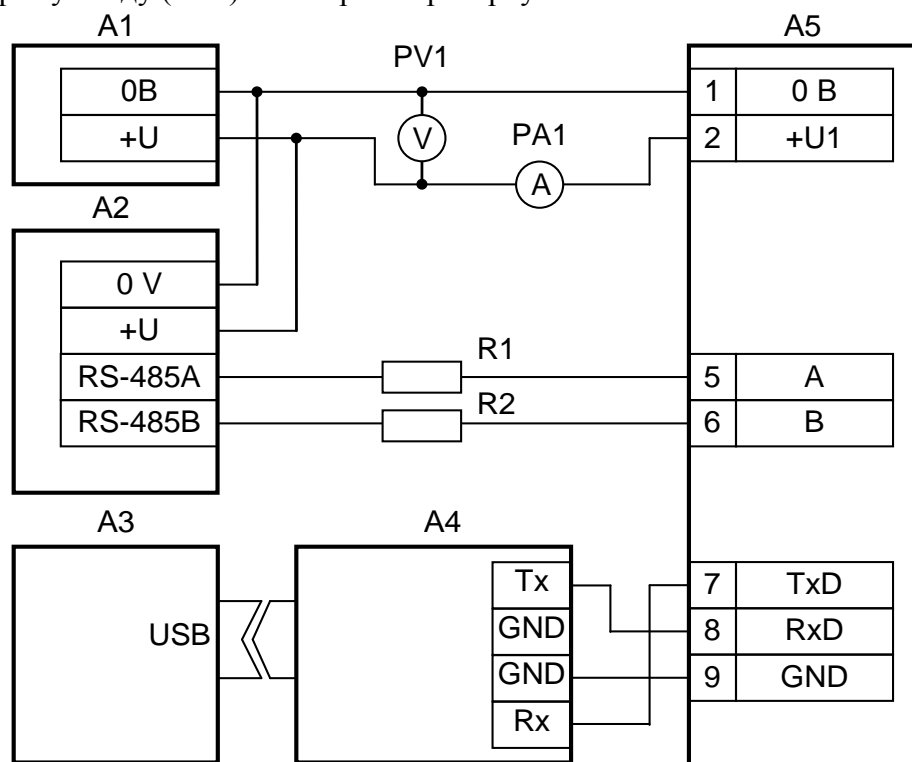 A1
A5
PV1
0В
1
0 В
+U
PA1
2
+U1
V
A
A2
0 V
+U
RS-485A
R1
5
A
RS-485B
R2
6
B
A3
A4
Tx
7
TxD
USB
GND
8
RxD
GND
9
GND
Rx